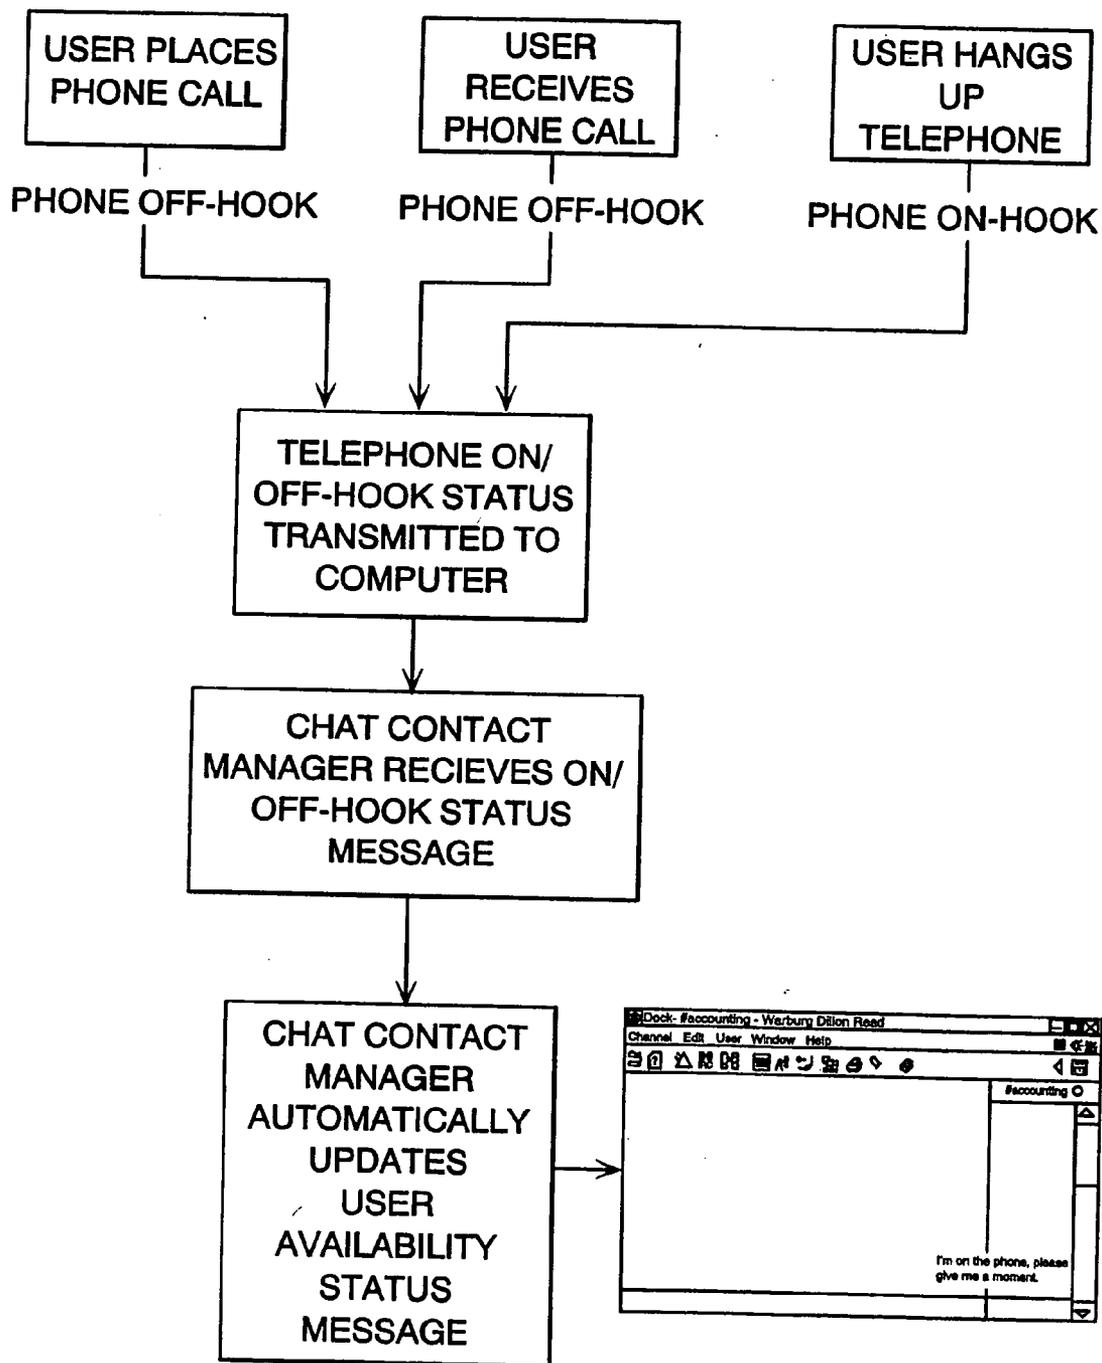 USER PLACES
PHONE CALL
USER
RECEIVES
PHONE CALL
USER HANGS
UP
TELEPHONE
PHONE OFF-HOOK
PHONE OFF-HOOK
PHONE ON-HOOK
TELEPHONE ON/
OFF-HOOK STATUS
TRANSMITTED TO
COMPUTER
CHAT CONTACT
MANAGER RECIEVES ON/
OFF-HOOK STATUS
MESSAGE
CHAT CONTACT
MANAGER
AUTOMATICALLY
UPDATES
USER
AVAILABILITY
STATUS
MESSAGE
Dock- #accounting - Warburg Dillon Read
Channel Edit User Window Help
#accounting
I'm on the phone, please
give me a moment.